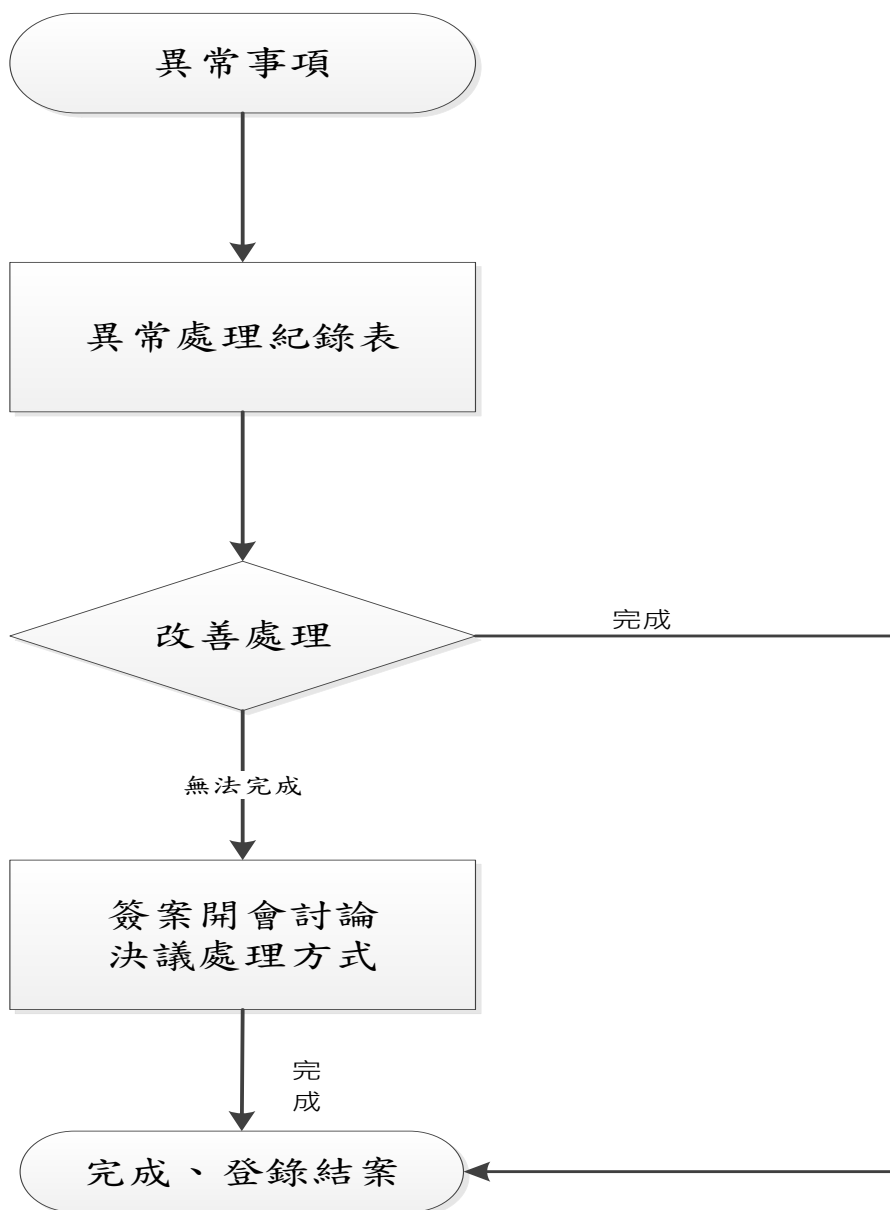 異常事項
異常處理紀錄表
改善處理
完成
無法完成
簽案開會討論
決議處理方式
完
成
完成、登錄結案